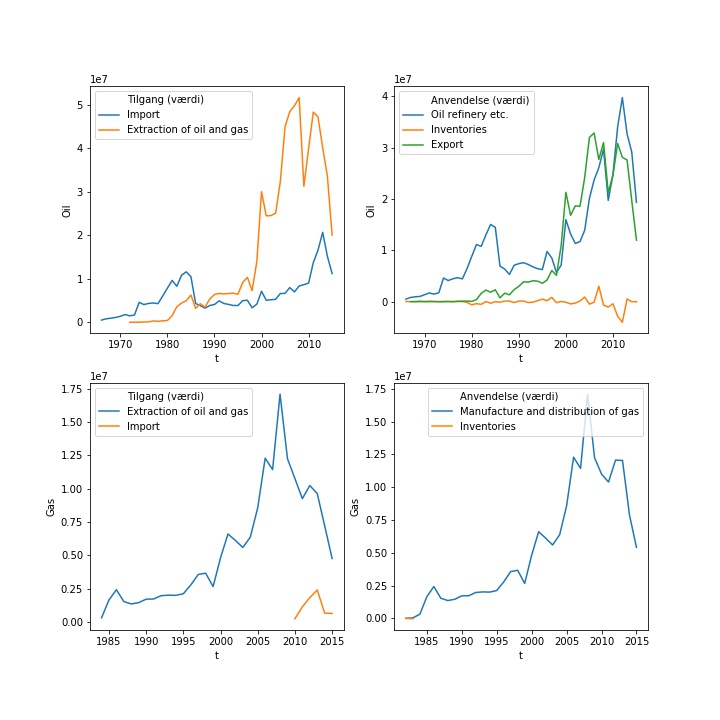 1e7
Tilgang (værdi)
Import
Extraction of oil and gas
5
4
3
2
1
0
Oil
1970
1980
1990
2000
2010
t
1e7
Anvendelse (værdi)
Oil refinery etc.
Inventories
Export
4
3
2
1
0
Oil
1970
1980
1990
2000
2010
t
1e7
Tilgang (værdi)
Extraction of oil and gas
Import
1.75
1.50
1.25
1.00
0.75
0.50
0.25
0.00
Gas
1985
1990
1995
2000
2005
2010
2015
t
1e7
Anvendelse (værdi)
Manufacture and distribution of gas
Inventories
1.75
1.50
1.25
1.00
0.75
0.50
0.25
0.00
Gas
1985
1990
1995
2000
2005
2010
2015
t